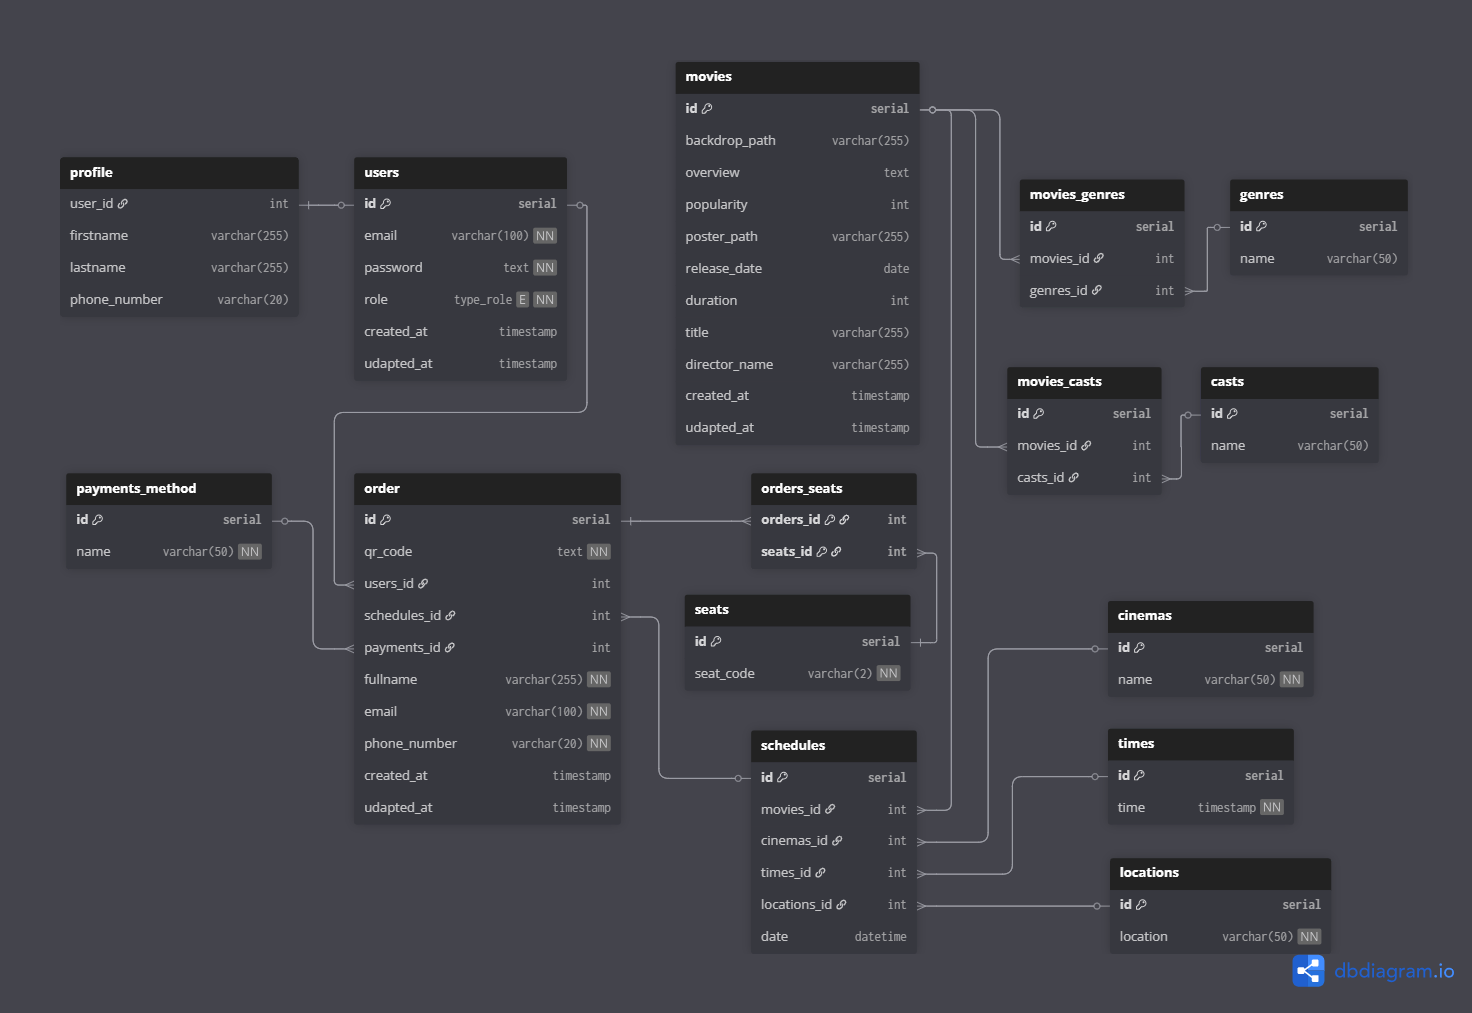 movies
id serial
backdrop_path varchar(255)
overview text
popularity int
poster_path varchar(255)
release_date date
duration int
title varchar(255)
director_name varchar(255)
created_at timestamp
udapted_at timestamp
profile
user_id int
firstname varchar(255)
lastname varchar(255)
phone_number varchar(20)
users
id serial
email varchar(100) NN
password text NN
role type_role E NN
created_at timestamp
udapted_at timestamp
movies_genres
id serial
movies_id int
genres_id int
genres
id serial
name varchar(50)
movies_casts
id serial
movies_id int
casts_id int
casts
id serial
name varchar(50)
payments_method
id serial
name varchar(50) NN
order
id serial
qr_code text NN
users_id int
schedules_id int
payments_id int
fullname varchar(255) NN
email varchar(100) NN
phone_number varchar(20) NN
created_at timestamp
udapted_at timestamp
orders_seats
orders_id int
seats_id int
seats
id serial
seat_code varchar(2) NN
schedules
id serial
movies_id int
cinemas_id int
times_id int
locations_id int
date datetime
cinemas
id serial
name varchar(50) NN
times
id serial
time timestamp NN
locations
id serial
location varchar(50) NN
dbdiagram.io